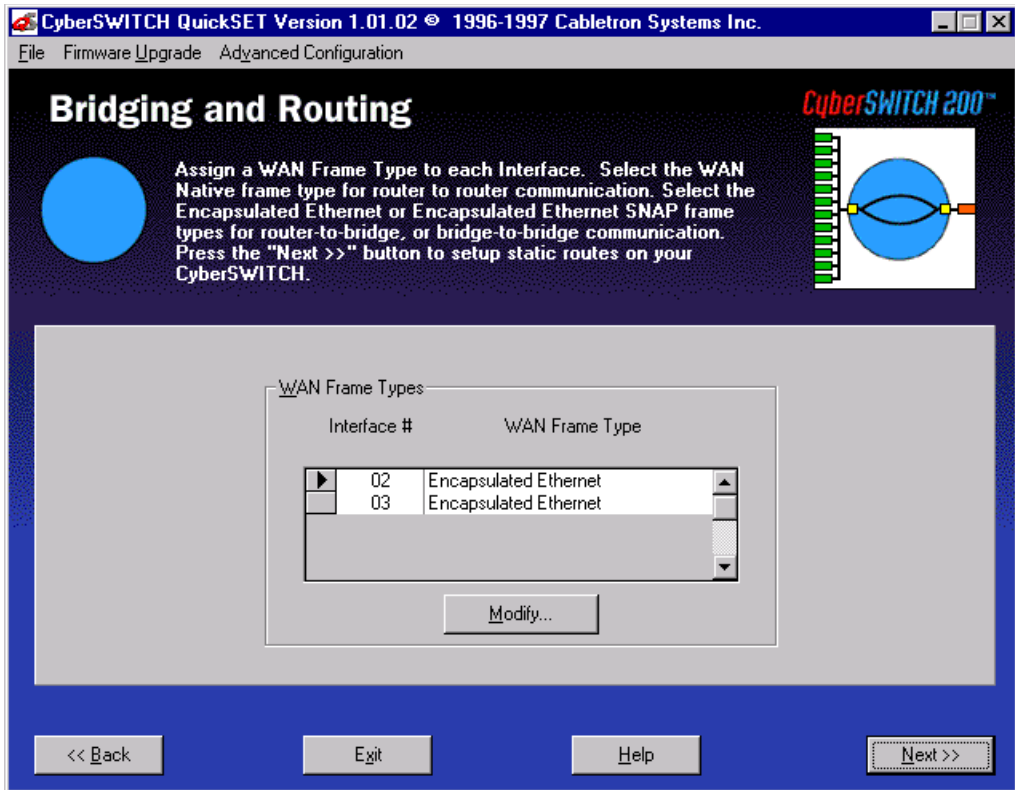 CyberSWITCH QuickSET Version 1.01.02 © 1996-1997 Cabletron Systems Inc.
File Firmware Upgrade Advanced Configuration
Bridging and Routing
CyberSWITCH 200™
Assign a WAN Frame Type to each Interface. Select the WAN
Native frame type for router to router communication. Select the
Encapsulated Ethernet or Encapsulated Ethernet SNAP frame
types for router-to-bridge, or bridge-to-bridge communication.
Press the "Next >>" button to setup static routes on your
CyberSWITCH.
WAN Frame Types
Interface # WAN Frame Type
02 Encapsulated Ethernet
03 Encapsulated Ethernet
Modify...
<< Back Exit Help Next >>